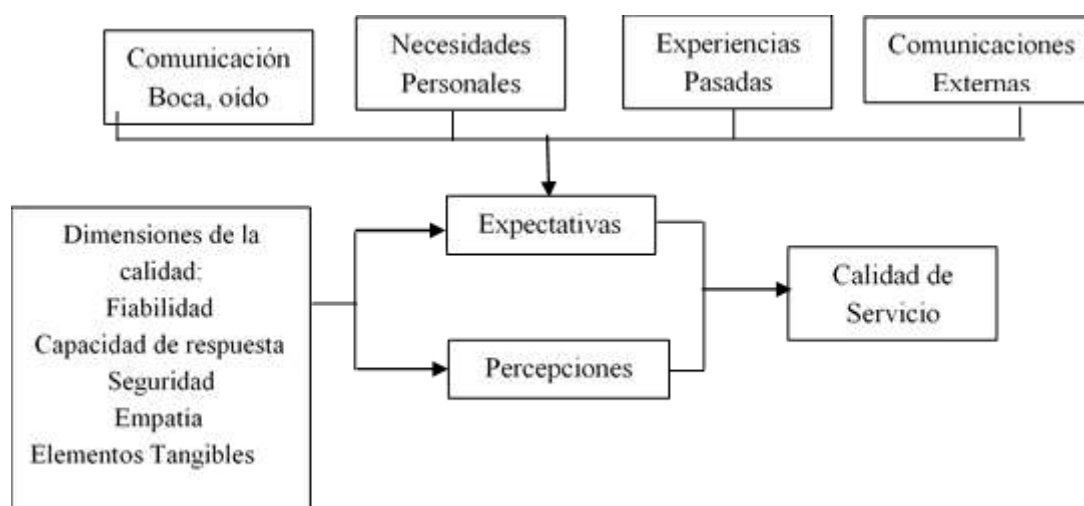 Comunicación
Boca, oído
Necesidades
Personales
Experiencias
Pasadas
Comunicaciones
Externas
Dimensiones de la
calidad:
Fiabilidad
Capacidad de respuesta
Seguridad
Empatía
Elementos Tangibles
Expectativas
Percepciones
Calidad de
Servicio